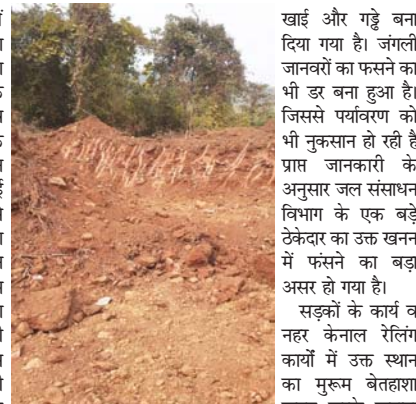 खाई और गड्ढे बना
दिया गया है। जंगली
जानवरों का फसने का
भी डर बना हुआ है।
जिससे पर्यावरण को
भी नुकसान हो रही है
प्राप्त जानकारी के
अनुसार जल संसाधन
विभाग के एक बड़े
ठेकेदार का उक्त खनन
में फंसने का बड़ा
असर हो गया है।
सड़कों के कार्य व
नहर केनाल रेलिंग
कार्यों में उक्त स्थान
का मुरूम बेतहाशा